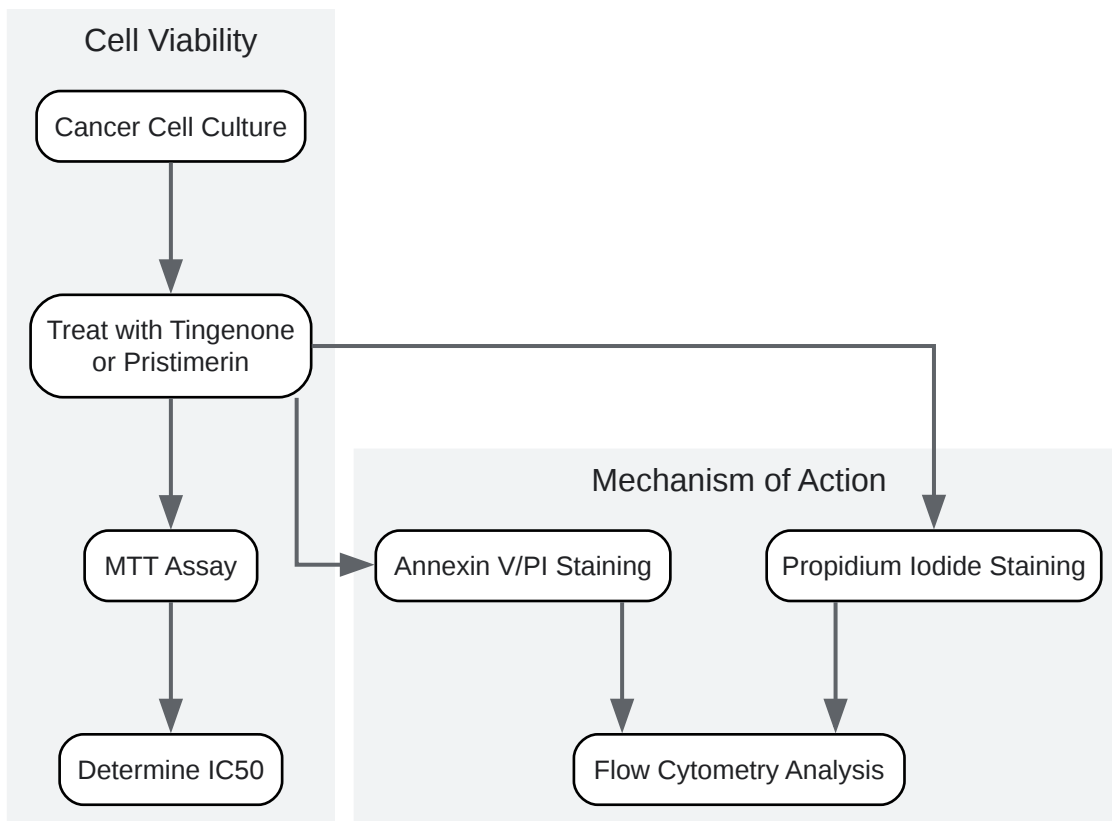 Cell Viability
Cancer Cell Culture
Treat with Tingenone
or Pristimerin
Mechanism of Action
MTT Assay
Annexin V/PI Staining
Propidium Iodide Staining
Determine IC50
Flow Cytometry Analysis